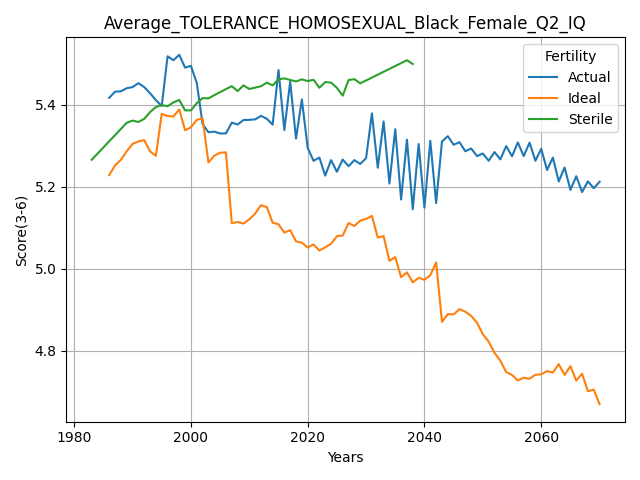 Average_TOLERANCE_HOMOSEXUAL_Black_Female_Q2_IQ
Fertility
Actual
Ideal
Sterile
Score(3-6)
5.4
5.2
5.0
4.8
1980
2000
2020
2040
2060
Years